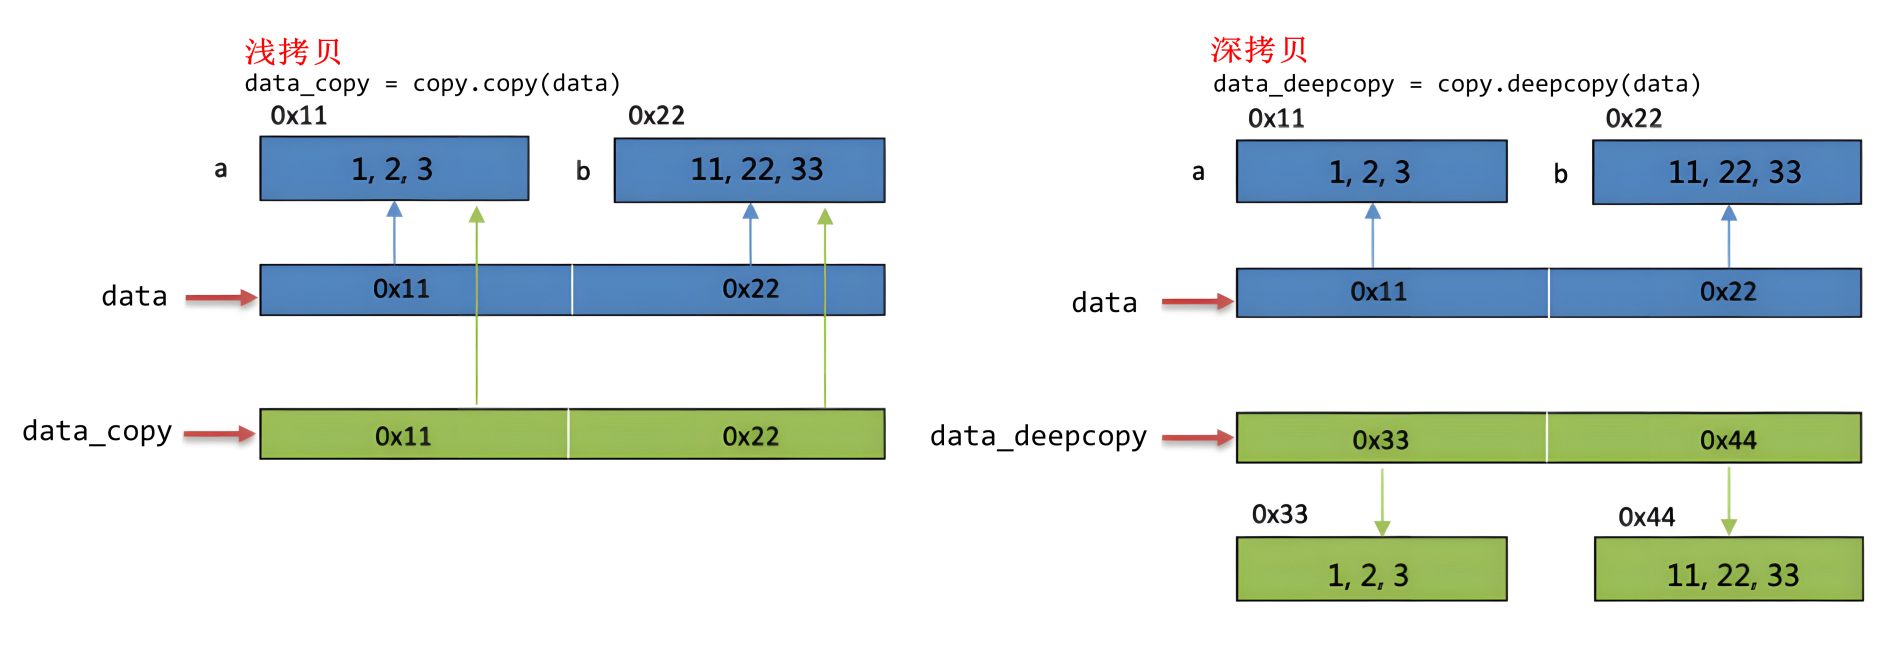 浅拷贝
data_copy = copy.copy(data)
0x11
0x22
a
1, 2, 3
b
11, 22, 33
data
0x11
0x22
data_copy
0x11
0x22
深拷贝
data_deepcopy = copy.deepcopy(data)
0x11
0x22
a
1, 2, 3
b
11, 22, 33
data
0x11
0x22
data_deepcopy
0x33
0x44
0x33
0x44
1, 2, 3
11, 22, 33